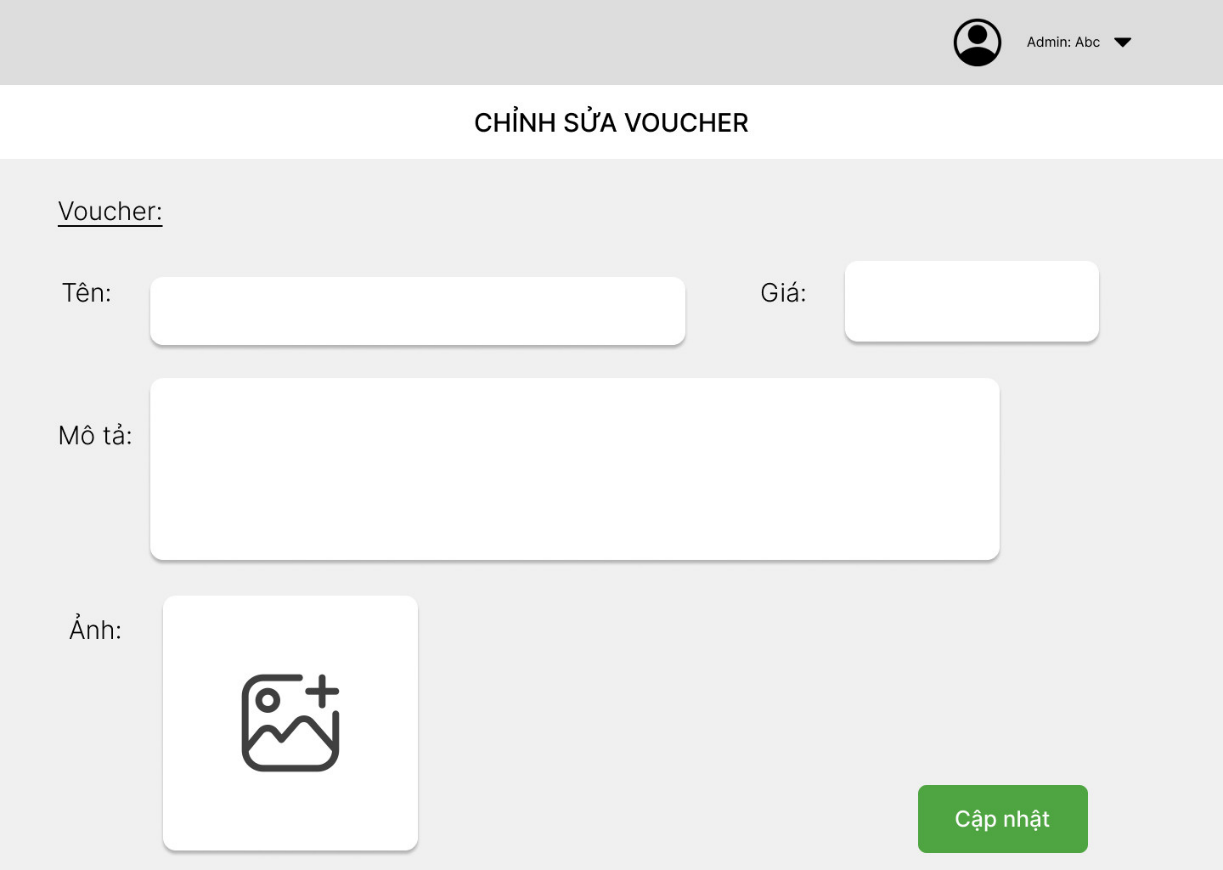 Admin: Abc
CHỈNH SỬA VOUCHER
Voucher:
Tên:
Giá:
Mô tả:
Ảnh:
Cập nhật